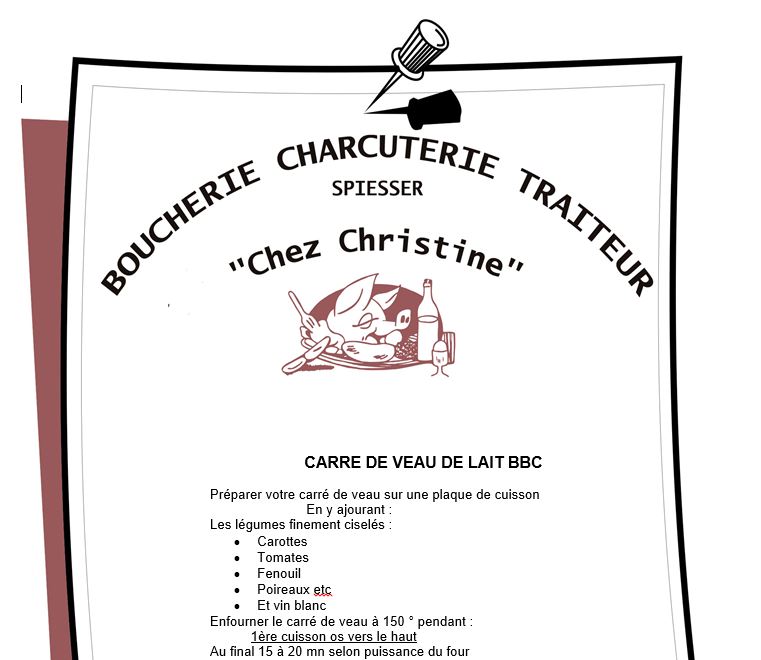 BOUCHERIE CHARCUTERIE TRAITEUR
SPIESSER
"Chez Christine"
CARRE DE VEAU DE LAIT BBC
Préparer votre carré de veau sur une plaque de cuisson
En y ajourant :
Les légumes finement ciselés :
• Carottes
• Tomates
• Fenouil
• Poireaux etc
• Et vin blanc
Enfourner le carré de veau à 150 ° pendant :
1ère cuisson os vers le haut
Au final 15 à 20 mn selon puissance du four